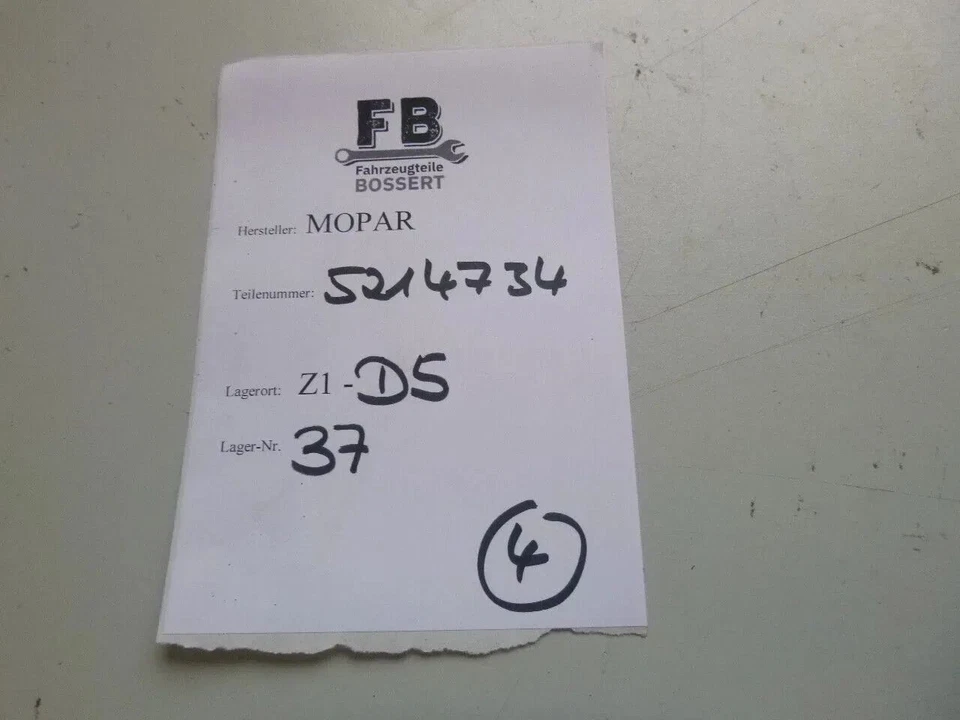 FB
Fahrzeugteile
BOSSERT
Hersteller: MOPAR
Teilenummer: 5214734
Lagerort: Z1 - D5
Lager-Nr. 37
4